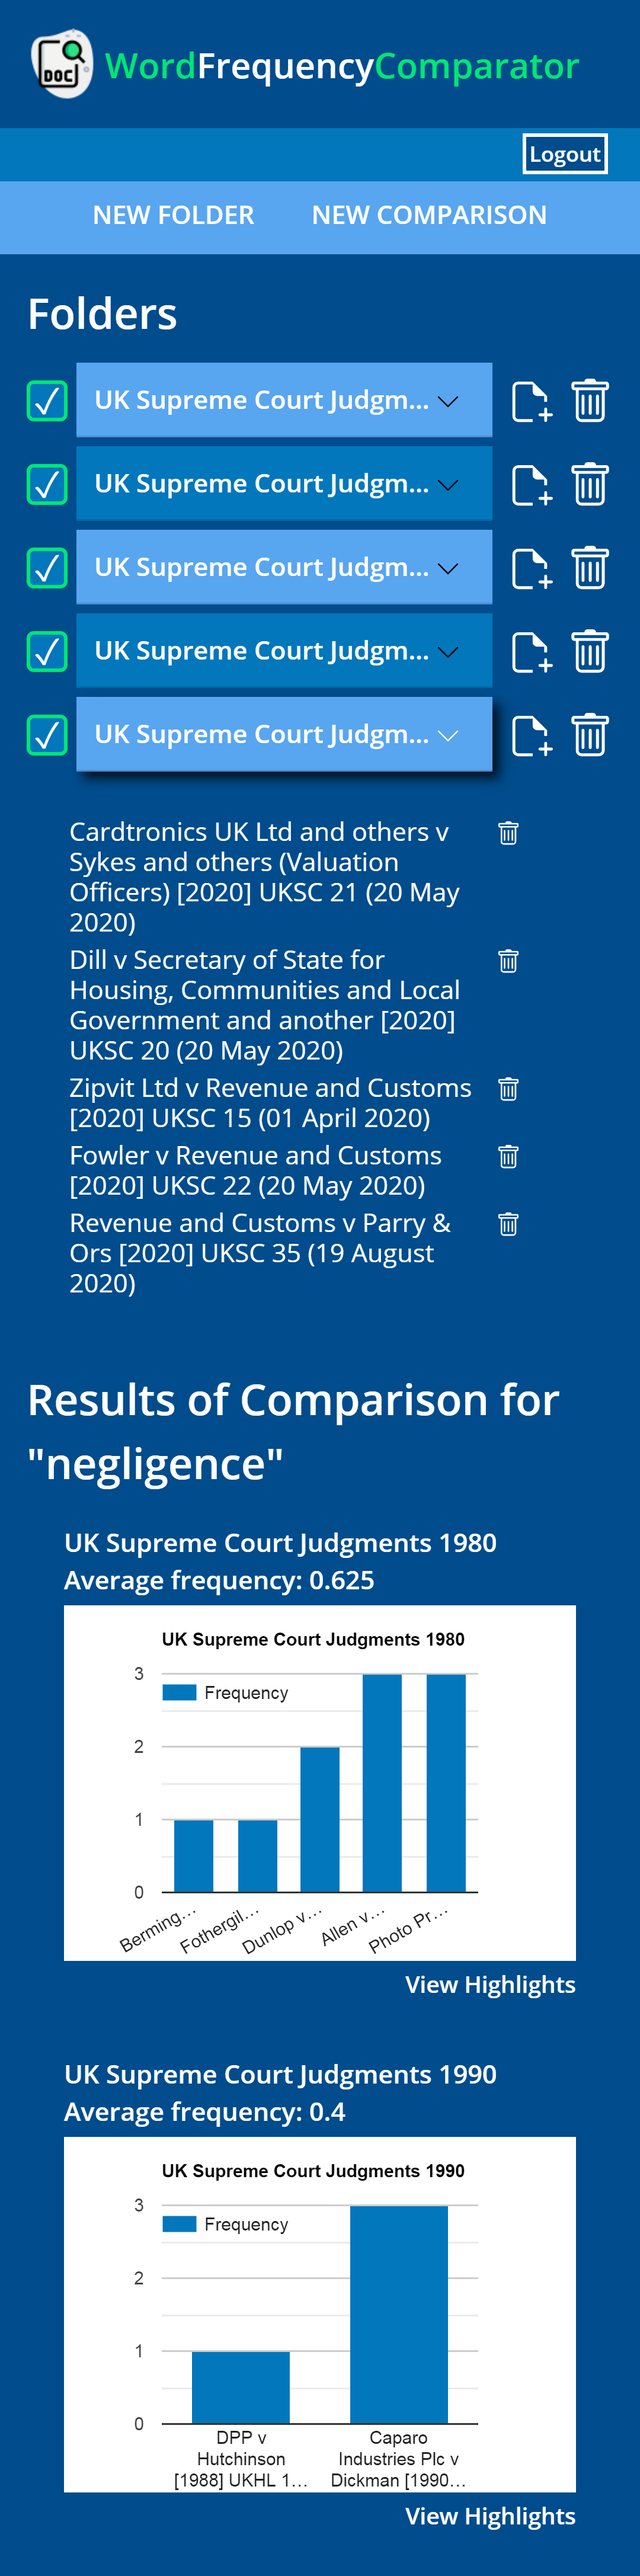 DOC
WordFrequencyComparator
Logout
NEW FOLDER NEW COMPARISON
Folders
UK Supreme Court Judgm...
UK Supreme Court Judgm...
UK Supreme Court Judgm...
UK Supreme Court Judgm...
UK Supreme Court Judgm...
Cardtronics UK Ltd and others v
Sykes and others (Valuation
Officers) [2020] UKSC 21 (20 May
2020)
Dill v Secretary of State for
Housing, Communities and Local
Government and another [2020]
UKSC 20 (20 May 2020)
Zipvit Ltd v Revenue and Customs
[2020] UKSC 15 (01 April 2020)
Fowler v Revenue and Customs
[2020] UKSC 22 (20 May 2020)
Revenue and Customs v Parry &
Ors [2020] UKSC 35 (19 August
2020)
Results of Comparison for
"negligence"
UK Supreme Court Judgments 1980
Average frequency: 0.625
UK Supreme Court Judgments 1980
3
Frequency
2
1
0
Berming...
Fothergil...
Dunlop v...
Allen v...
Photo Pr...
View Highlights
UK Supreme Court Judgments 1990
Average frequency: 0.4
UK Supreme Court Judgments 1990
3
Frequency
2
1
0
DPP v
Hutchinson
[1988] UKHL 1...
Caparo
Industries Plc v
Dickman [1990...
View Highlights